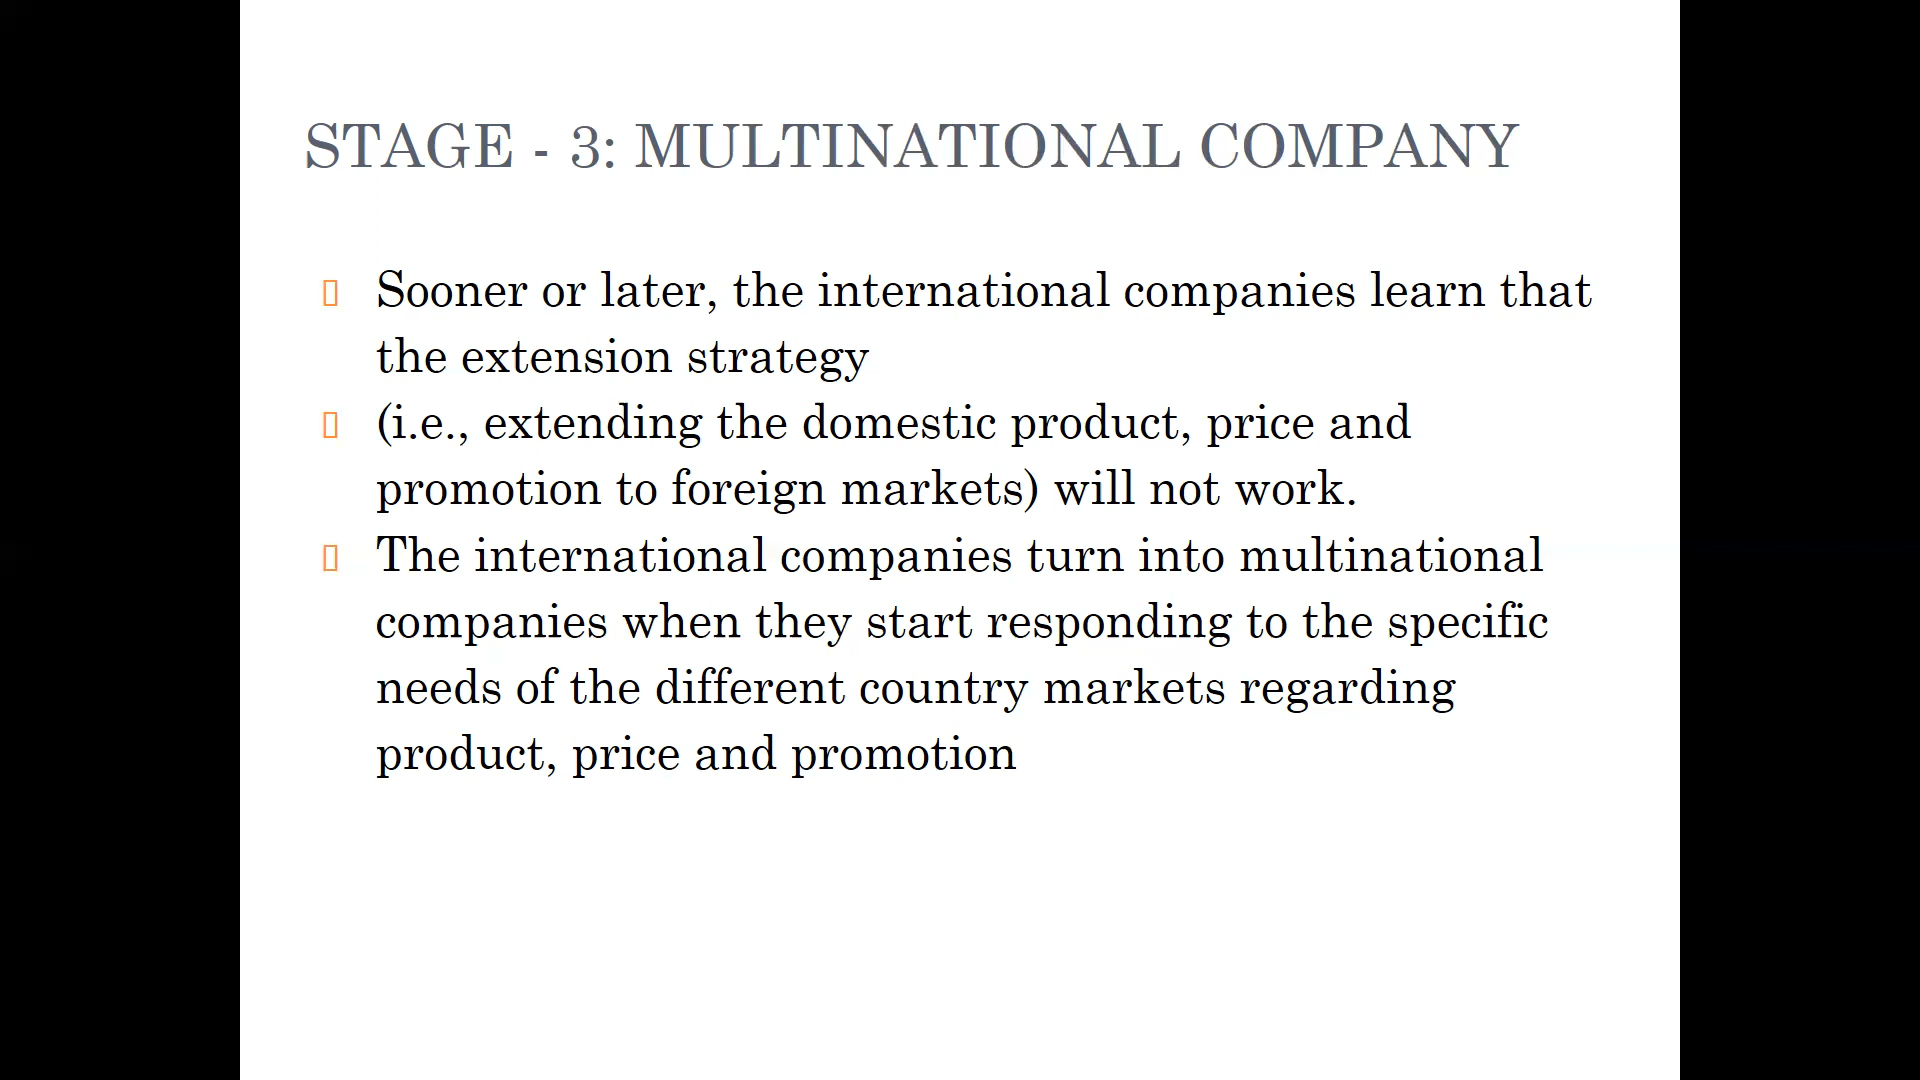 STAGE - 3: MULTINATIONAL COMPANY
Sooner or later, the international companies learn that
the extension strategy
(i.e., extending the domestic product, price and
promotion to foreign markets) will not work.
The international companies turn into multinational
companies when they start responding to the specific
needs of the different country markets regarding
product, price and promotion